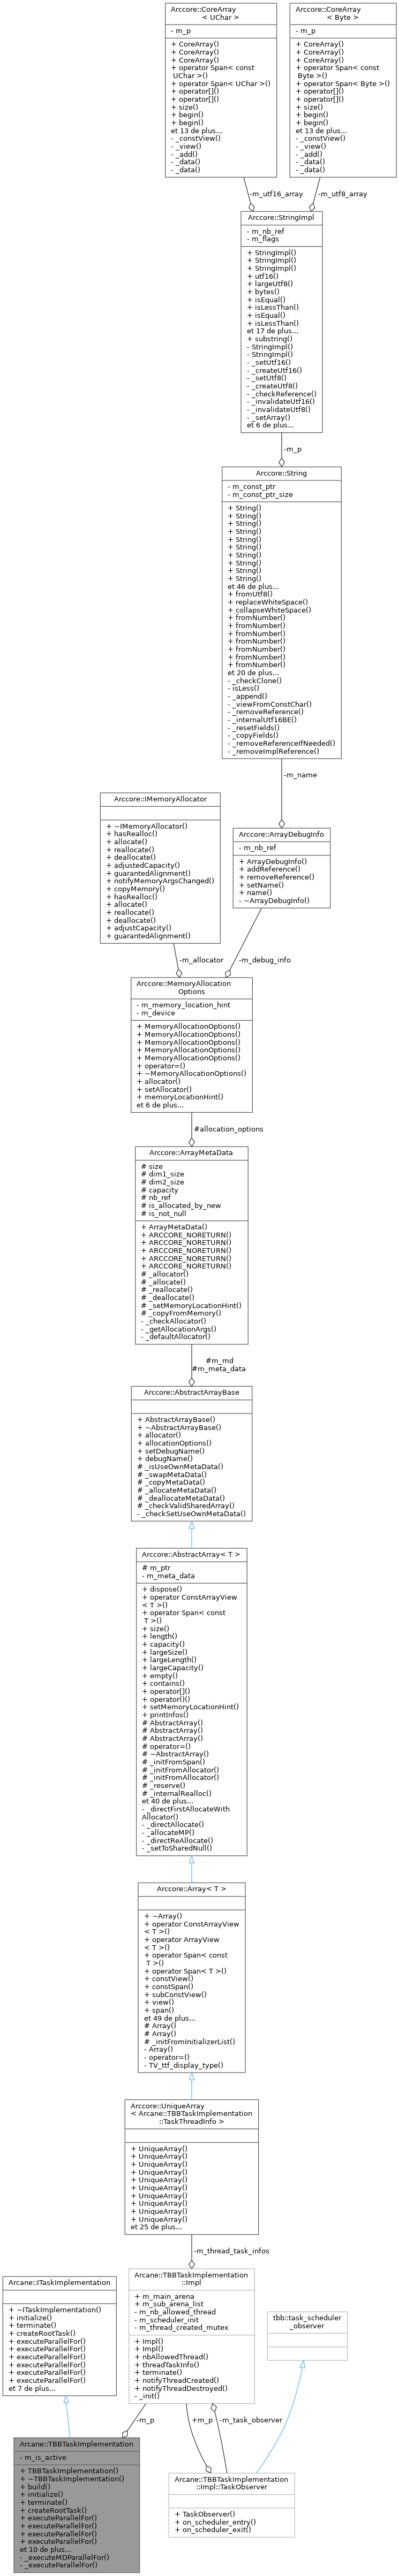 Arccore::CoreArray
< UChar >
- m_p
+ CoreArray()
+ CoreArray()
+ CoreArray()
+ operator Span< const
UChar >()
+ operator Span< UChar >()
+ operator[]()
+ operator[]()
+ size()
+ begin()
+ begin()
et 13 de plus...
- _constView()
- _view()
- _add()
- _data()
- _data()
Arccore::CoreArray
< Byte >
- m_p
+ CoreArray()
+ CoreArray()
+ CoreArray()
+ operator Span< const
Byte >()
+ operator Span< Byte >()
+ operator[]()
+ operator[]()
+ size()
+ begin()
+ begin()
et 13 de plus...
- _constView()
- _view()
- _add()
- _data()
- _data()
-m_utf16_array
-m_utf8_array
Arccore::StringImpl
- m_nb_ref
- m_flags
+ StringImpl()
+ StringImpl()
+ StringImpl()
+ utf16()
+ largeUtf8()
+ bytes()
+ isEqual()
+ isLessThan()
+ isEqual()
+ isLessThan()
et 17 de plus...
+ substring()
- StringImpl()
- StringImpl()
- _setUtf16()
- _createUtf16()
- _setUtf8()
- _createUtf8()
- _checkReference()
- _invalidateUtf16()
- _invalidateUtf8()
- _setArray()
et 6 de plus...
-m_p
Arccore::String
- m_const_ptr
- m_const_ptr_size
+ String()
+ String()
+ String()
+ String()
+ String()
+ String()
+ String()
+ String()
+ String()
+ String()
et 46 de plus...
+ fromUtf8()
+ replaceWhiteSpace()
+ collapseWhiteSpace()
+ fromNumber()
+ fromNumber()
+ fromNumber()
+ fromNumber()
+ fromNumber()
+ fromNumber()
+ fromNumber()
et 20 de plus...
- _checkClone()
- isLess()
- _append()
- _viewFromConstChar()
- _removeReference()
- _internalUtf16BE()
- _resetFields()
- _copyFields()
- _removeReferenceIfNeeded()
- _removeImplReference()
-m_name
Arccore::IMemoryAllocator
+ ~IMemoryAllocator()
+ hasRealloc()
+ allocate()
+ reallocate()
+ deallocate()
+ adjustedCapacity()
+ guarantedAlignment()
+ notifyMemoryArgsChanged()
+ copyMemory()
+ hasRealloc()
+ allocate()
+ reallocate()
+ deallocate()
+ adjustCapacity()
+ guarantedAlignment()
Arccore::ArrayDebugInfo
- m_nb_ref
+ ArrayDebugInfo()
+ addReference()
+ removeReference()
+ setName()
+ name()
- ~ArrayDebugInfo()
-m_allocator
-m_debug_info
Arccore::MemoryAllocation
Options
- m_memory_location_hint
- m_device
+ MemoryAllocationOptions()
+ MemoryAllocationOptions()
+ MemoryAllocationOptions()
+ MemoryAllocationOptions()
+ MemoryAllocationOptions()
+ operator=()
+ ~MemoryAllocationOptions()
+ allocator()
+ setAllocator()
+ memoryLocationHint()
et 6 de plus...
#allocation_options
Arccore::ArrayMetaData
# size
# dim1_size
# dim2_size
# capacity
# nb_ref
# is_allocated_by_new
# is_not_null
+ ArrayMetaData()
+ ARCCORE_NORETURN()
+ ARCCORE_NORETURN()
+ ARCCORE_NORETURN()
+ ARCCORE_NORETURN()
+ ARCCORE_NORETURN()
# _allocator()
# _allocate()
# _reallocate()
# _deallocate()
# _setMemoryLocationHint()
# _copyFromMemory()
- _checkAllocator()
- _getAllocationArgs()
- _defaultAllocator()
#m_md
#m_meta_data
Arccore::AbstractArrayBase
+ AbstractArrayBase()
+ ~AbstractArrayBase()
+ allocator()
+ allocationOptions()
+ setDebugName()
+ debugName()
# _isUseOwnMetaData()
# _swapMetaData()
# _copyMetaData()
# _allocateMetaData()
# _deallocateMetaData()
# _checkValidSharedArray()
- _checkSetUseOwnMetaData()
Arccore::AbstractArray< T >
# m_ptr
- m_meta_data
+ dispose()
+ operator ConstArrayView
< T >()
+ operator Span< const
T >()
+ size()
+ length()
+ capacity()
+ largeSize()
+ largeLength()
+ largeCapacity()
+ empty()
+ contains()
+ operator[]()
+ operator()()
+ setMemoryLocationHint()
+ printInfos()
# AbstractArray()
# AbstractArray()
# AbstractArray()
# operator=()
# ~AbstractArray()
# _initFromSpan()
# _initFromAllocator()
# _initFromAllocator()
# _reserve()
# _internalRealloc()
et 40 de plus...
- _directFirstAllocateWith
Allocator()
- _directAllocate()
- _allocateMP()
- _directReAllocate()
- _setToSharedNull()
Arccore::Array< T >
+ ~Array()
+ operator ConstArrayView
< T >()
+ operator ArrayView
< T >()
+ operator Span< const
T >()
+ operator Span< T >()
+ constView()
+ constSpan()
+ subConstView()
+ view()
+ span()
et 49 de plus...
# Array()
# Array()
# _initFromInitializerList()
- Array()
- operator=()
- TV_ttf_display_type()
Arccore::UniqueArray
< Arcane::TBBTaskImplementation
::TaskThreadInfo >
+ UniqueArray()
+ UniqueArray()
+ UniqueArray()
+ UniqueArray()
+ UniqueArray()
+ UniqueArray()
+ UniqueArray()
+ UniqueArray()
+ UniqueArray()
+ UniqueArray()
et 25 de plus...
-m_thread_task_infos
Arcane::ITaskImplementation
+ ~ITaskImplementation()
+ initialize()
+ terminate()
+ createRootTask()
+ executeParallelFor()
+ executeParallelFor()
+ executeParallelFor()
+ executeParallelFor()
+ executeParallelFor()
+ executeParallelFor()
et 7 de plus...
Arcane::TBBTaskImplementation
::Impl
+ m_main_arena
+ m_sub_arena_list
- m_nb_allowed_thread
- m_scheduler_init
- m_thread_created_mutex
+ Impl()
+ Impl()
+ nbAllowedThread()
+ threadTaskInfo()
+ terminate()
+ notifyThreadCreated()
+ notifyThreadDestroyed()
- _init()
tbb::task_scheduler
_observer
-m_p
+m_p
-m_task_observer
Arcane::TBBTaskImplementation
- m_is_active
+ TBBTaskImplementation()
+ ~TBBTaskImplementation()
+ build()
+ initialize()
+ terminate()
+ createRootTask()
+ executeParallelFor()
+ executeParallelFor()
+ executeParallelFor()
+ executeParallelFor()
et 10 de plus...
- _executeMDParallelFor()
- _executeParallelFor()
Arcane::TBBTaskImplementation
::Impl::TaskObserver
+ TaskObserver()
+ on_scheduler_entry()
+ on_scheduler_exit()